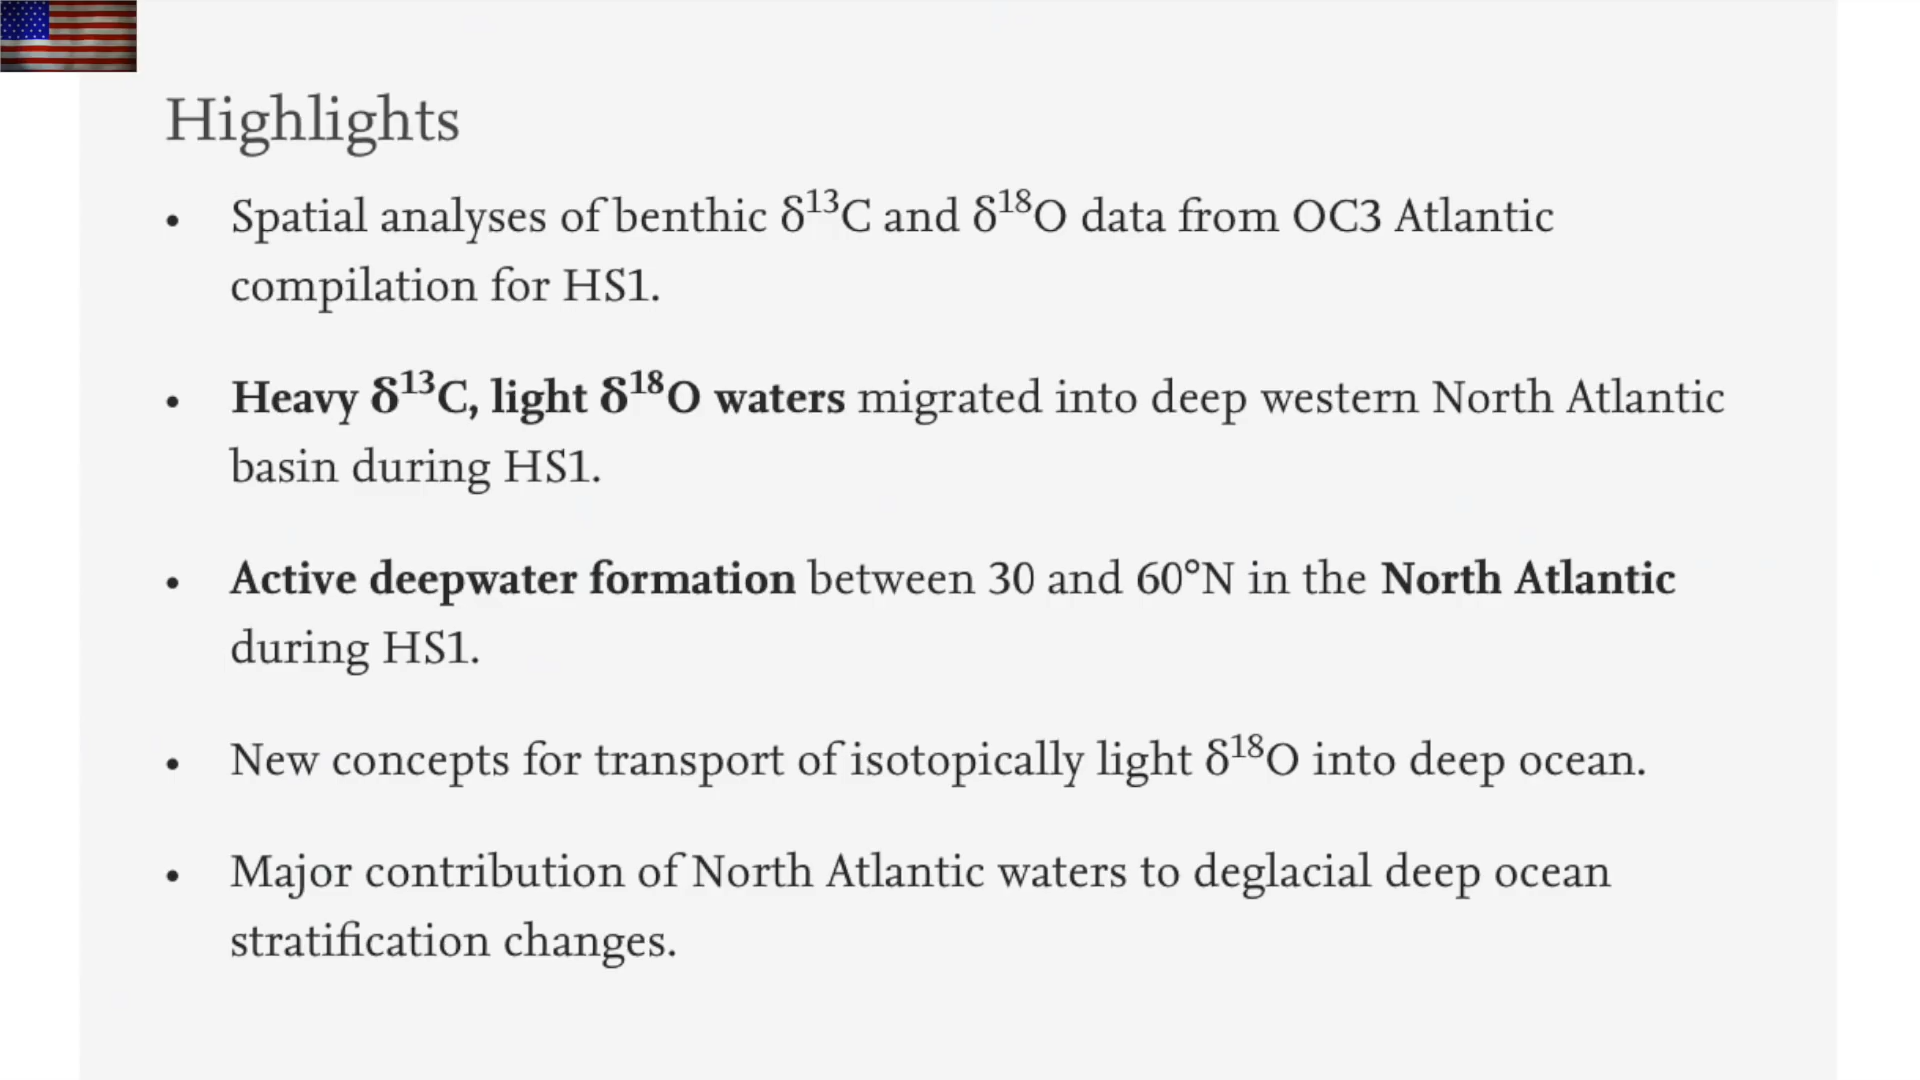 Highlights
• Spatial analyses of benthic δ¹³C and δ¹⁸O data from OC3 Atlantic
compilation for HS1.
• Heavy δ¹³C, light δ¹⁸O waters migrated into deep western North Atlantic
basin during HS1.
• Active deepwater formation between 30 and 60°N in the North Atlantic
during HS1.
• New concepts for transport of isotopically light δ¹⁸O into deep ocean.
• Major contribution of North Atlantic waters to deglacial deep ocean
stratification changes.